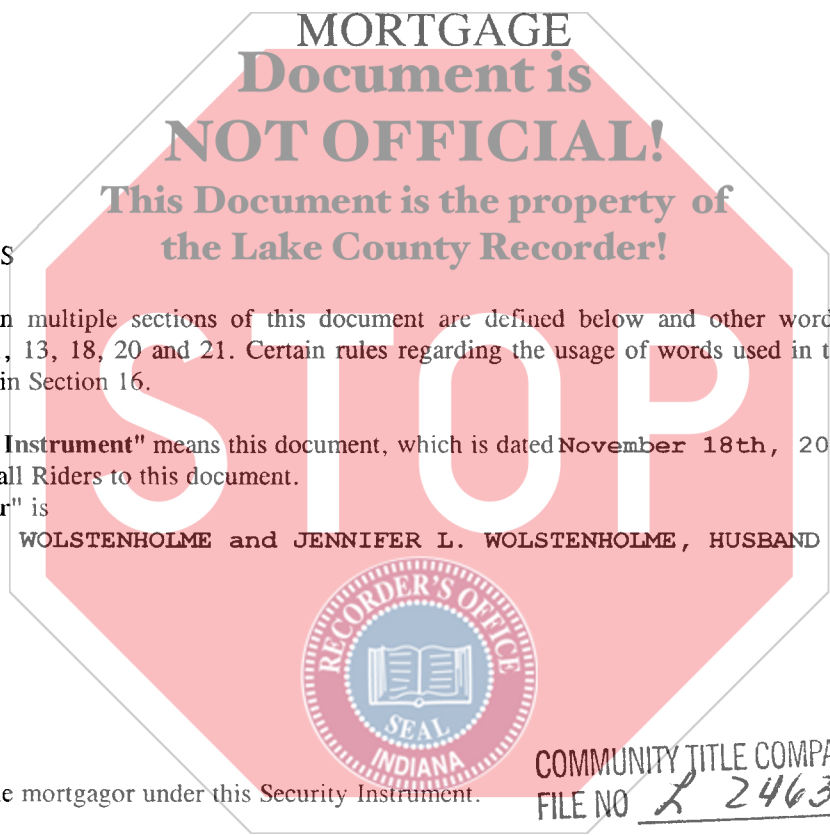 MORTGAGE
Document is
NOT OFFICIAL!
This Document is the property of
the Lake County Recorder!
S
n multiple sections of this document are defined below and other word
, 13, 18, 20 and 21. Certain rules regarding the usage of words used in t
in Section 16.
STOP
Instrument" means this document, which is dated November 18th, 20
all Riders to this document.
r" is
WOLSTENHOLME and JENNIFER L. WOLSTENHOLME, HUSBAND
RECORDER'S OFFICE
SEAL
INDIANA
COMMUNITY TITLE COMPA
FILE NO L 2463
e mortgagor under this Security Instrument.